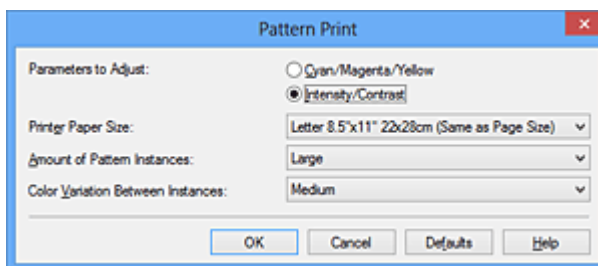 Pattern Print
Parameters to Adjust:
Cyan/Magenta/Yellow
Intensity/Contrast
Printer Paper Size: Letter 8.5"x11" 22x28cm (Same as Page Size)
Amount of Pattern Instances: Large
Color Variation Between Instances: Medium
OK Cancel Defaults Help